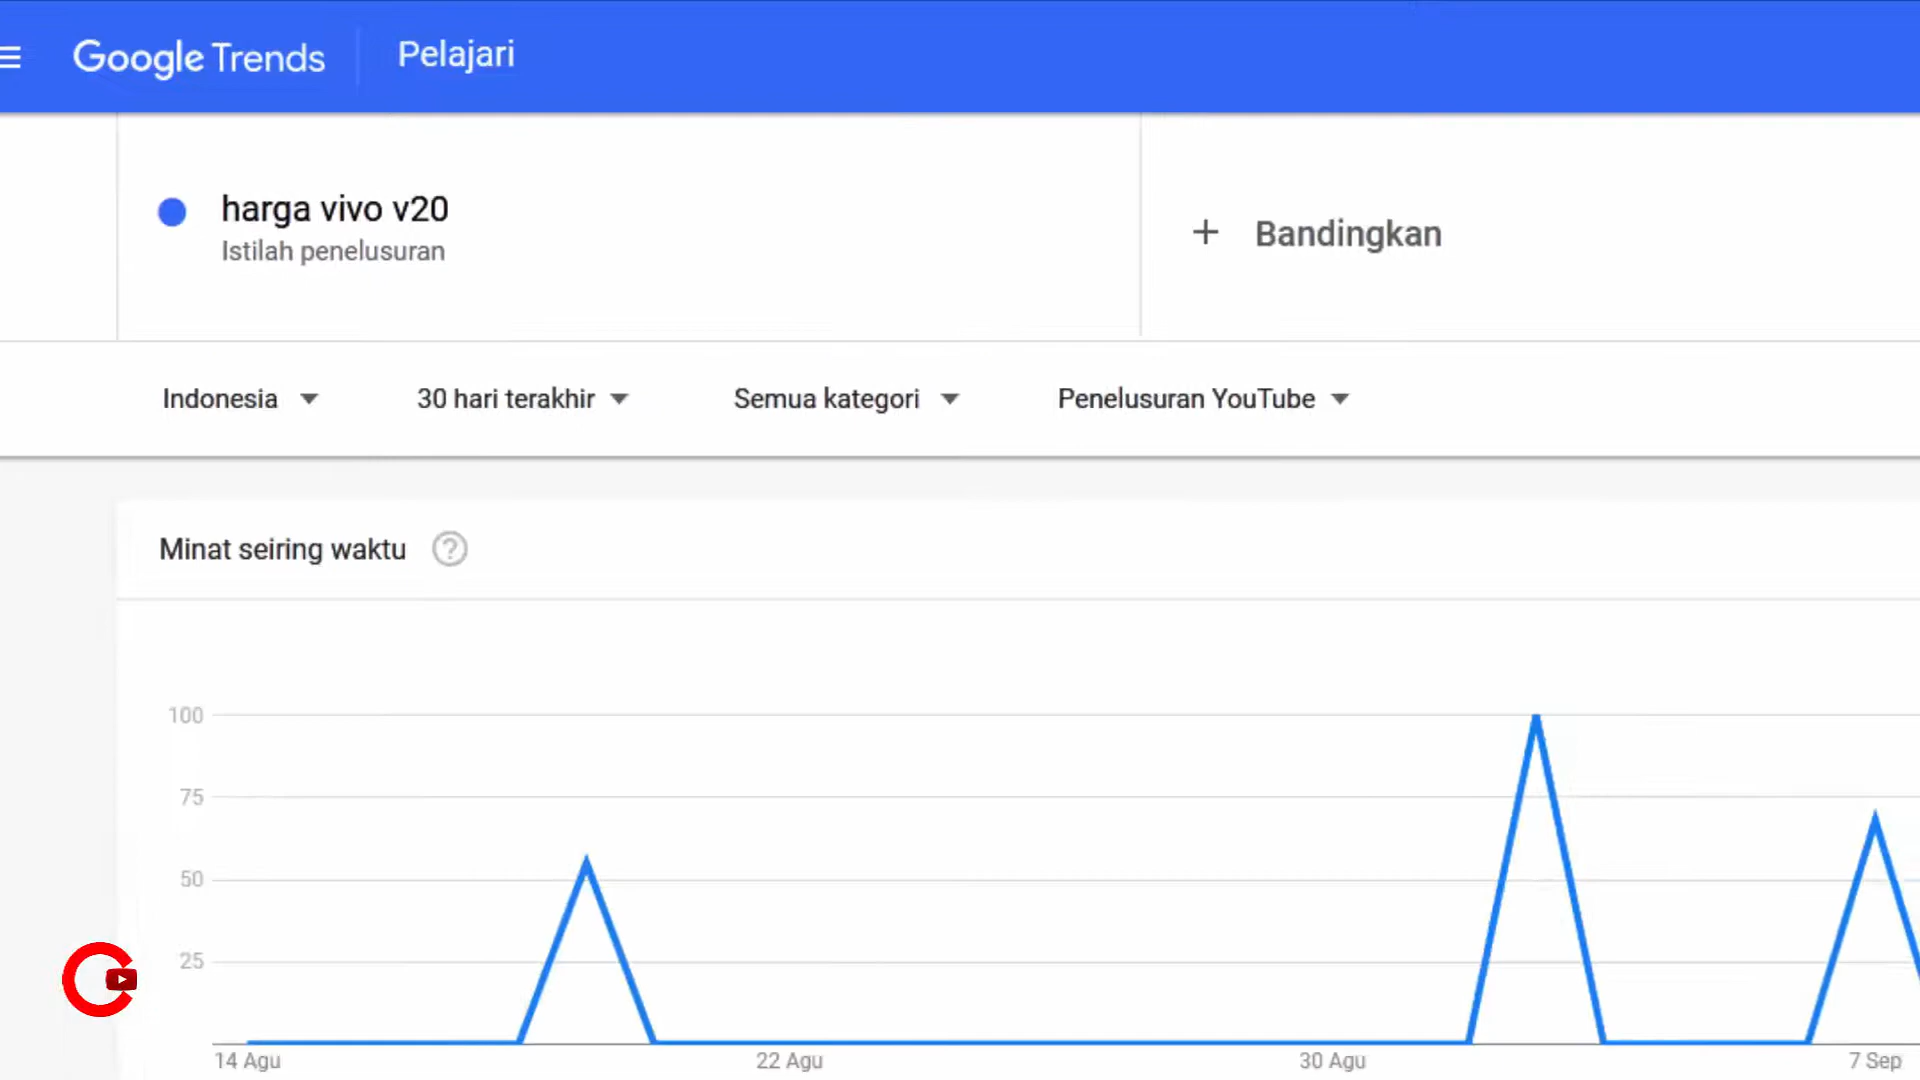 Google Trends
Pelajari
harga vivo v20
Istilah penelusuran
+ Bandingkan
Indonesia
30 hari terakhir
Semua kategori
Penelusuran YouTube
Minat seiring waktu ?
100
75
50
25
14 Agu
22 Agu
30 Agu
7 Sep